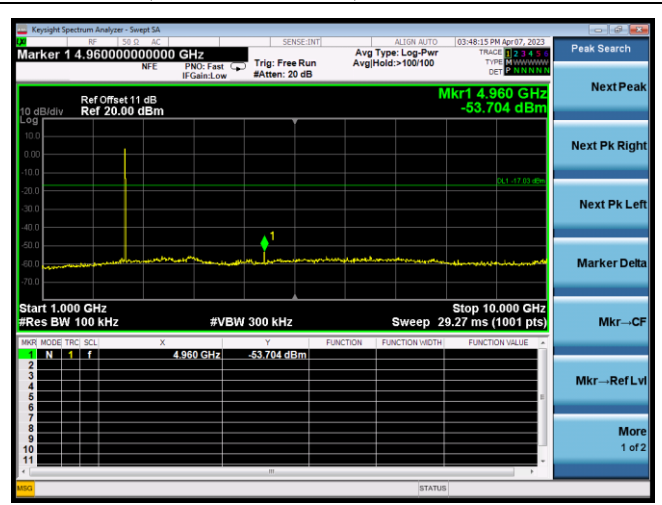 Keysight Spectrum Analyzer - Swept SA
RF 50 Ω AC SENSE:INT ALIGN AUTO 03:48:15 PM Apr 07, 2023
Marker 1 4.960000000000 GHz
NFE
PNO: Fast
IFGain:Low
Trig: Free Run
#Atten: 20 dB
Avg Type: Log-Pwr
Avg|Hold:>100/100
TRACE 1 2 3 4 5 6
TYPE M W W W W W
DET P N N N N N
Peak Search
Next Peak
Next Pk Right
Next Pk Left
Marker Delta
Mkr→CF
Mkr→Ref Lvl
More
1 of 2
Ref Offset 11 dB
10 dB/div Ref 20.00 dBm
Log
Mkr1 4.960 GHz
-53.704 dBm
10.0
0.00
-10.0
DL1 -17.03 dBm
-20.0
-30.0
-40.0
1
-50.0
-60.0
-70.0
Start 1.000 GHz Stop 10.000 GHz
#Res BW 100 kHz #VBW 300 kHz Sweep 29.27 ms (1001 pts)
MKR MODE TRC SCL X Y FUNCTION FUNCTION WIDTH FUNCTION VALUE
1 N 1 f 4.960 GHz -53.704 dBm
2
3
4
5
6
7
8
9
10
11
MSG STATUS